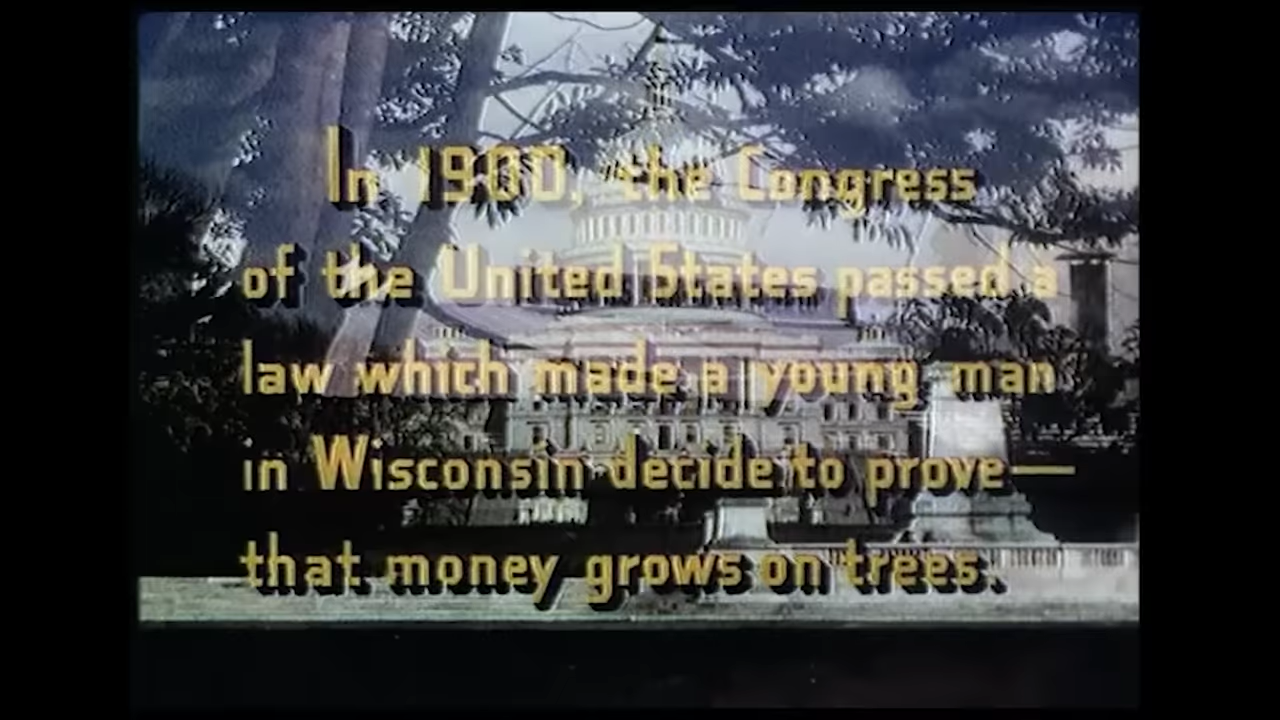 In 1900, the Congress
of the United States passed a
law which made a young man
in Wisconsin decide to prove—
that money grows on trees.